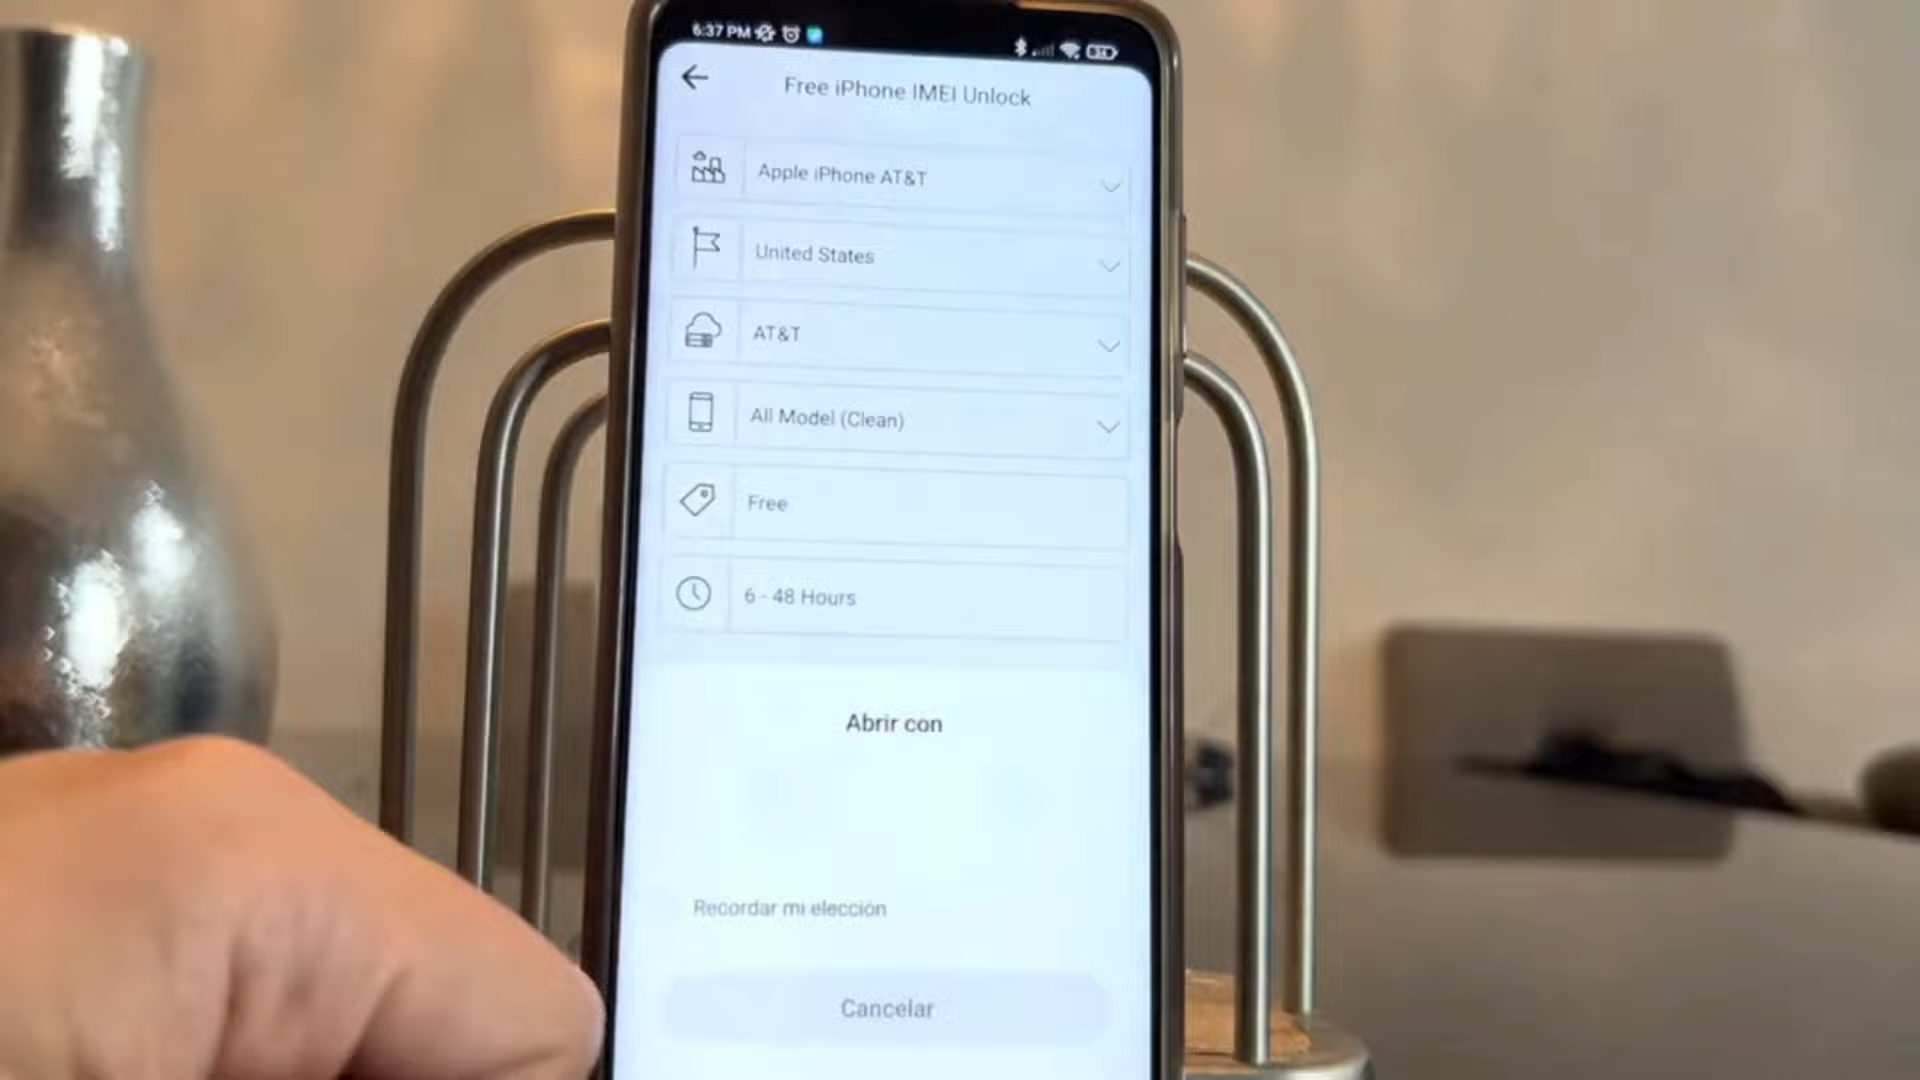 6:37 PM
Free iPhone IMEI Unlock
Apple iPhone AT&T
United States
AT&T
All Model (Clean)
Free
6 - 48 Hours
Abrir con
Recordar mi elección
Cancelar